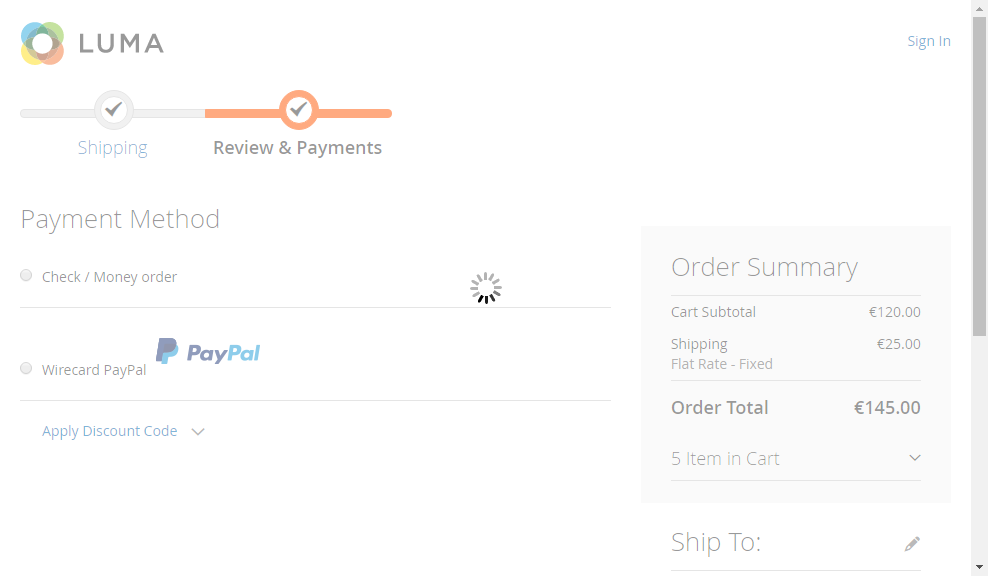 LUMA
Sign In
Shipping
Review & Payments
Payment Method
Check / Money order
Wirecard PayPal PayPal
Apply Discount Code
Order Summary
Cart Subtotal €120.00
Shipping €25.00
Flat Rate - Fixed
Order Total €145.00
5 Item in Cart
Ship To: